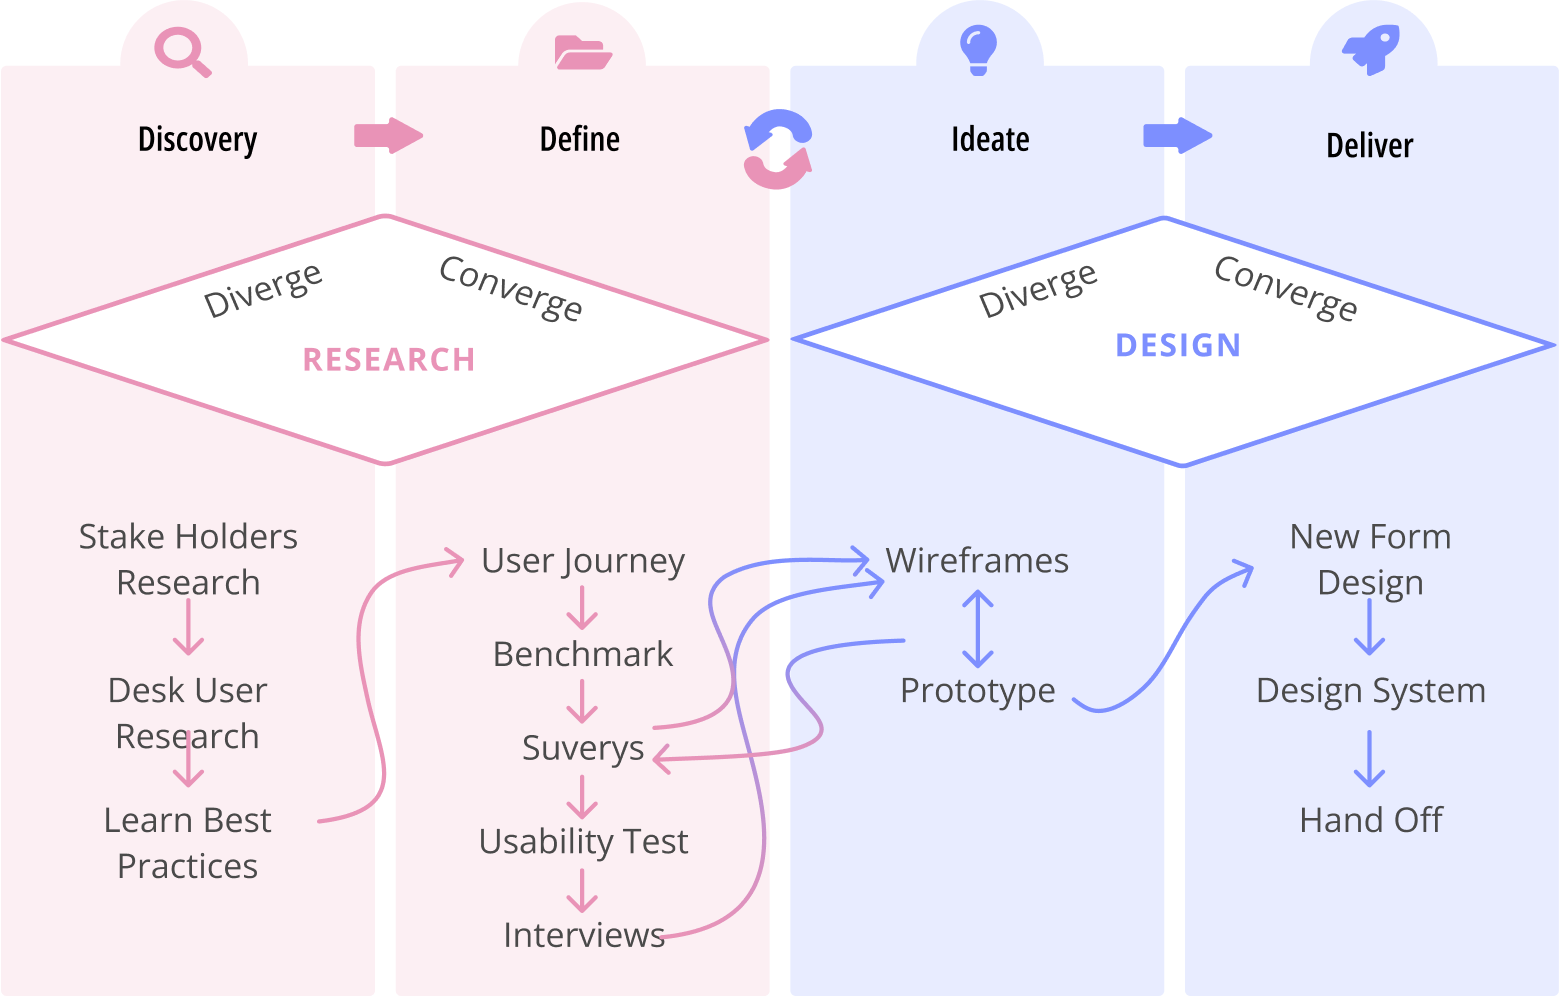 Discovery
Define
Ideate
Deliver
Diverge
Converge
RESEARCH
Diverge
Converge
DESIGN
Stake Holders
Research
Desk User
Research
Learn Best
Practices
User Journey
Benchmark
Suverys
Usability Test
Interviews
Wireframes
Prototype
New Form
Design
Design System
Hand Off